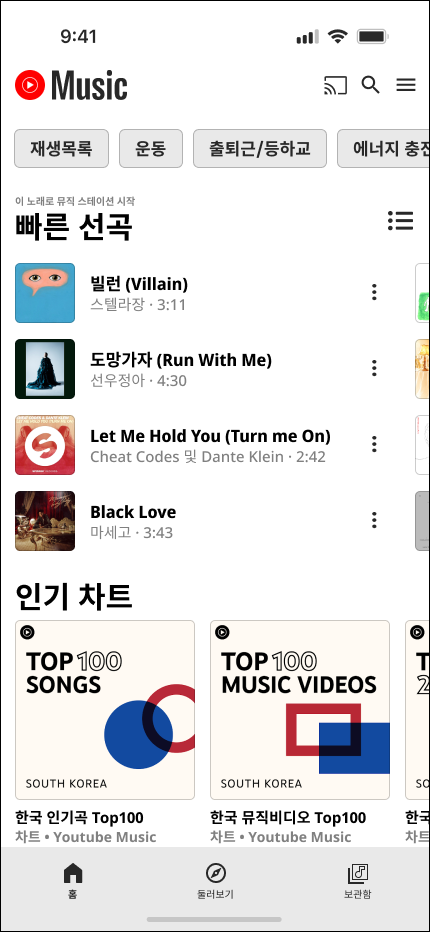 9:41
Music
재생목록 운동 출퇴근/등하교 에너지 충전
이 노래로 뮤직 스테이션 시작
빠른 선곡
빌런 (Villain)
스텔라장 · 3:11
도망가자 (Run With Me)
선우정아 · 4:30
Let Me Hold You (Turn me On)
Cheat Codes 및 Dante Klein · 2:42
Black Love
마세고 · 3:43
인기 차트
TOP 100
SONGS
SOUTH KOREA
TOP 100
MUSIC VIDEOS
SOUTH KOREA
한국 인기곡 Top100
차트 • Youtube Music
한국 뮤직비디오 Top100
차트 • Youtube Music
한국
차트
홈 둘러보기 보관함